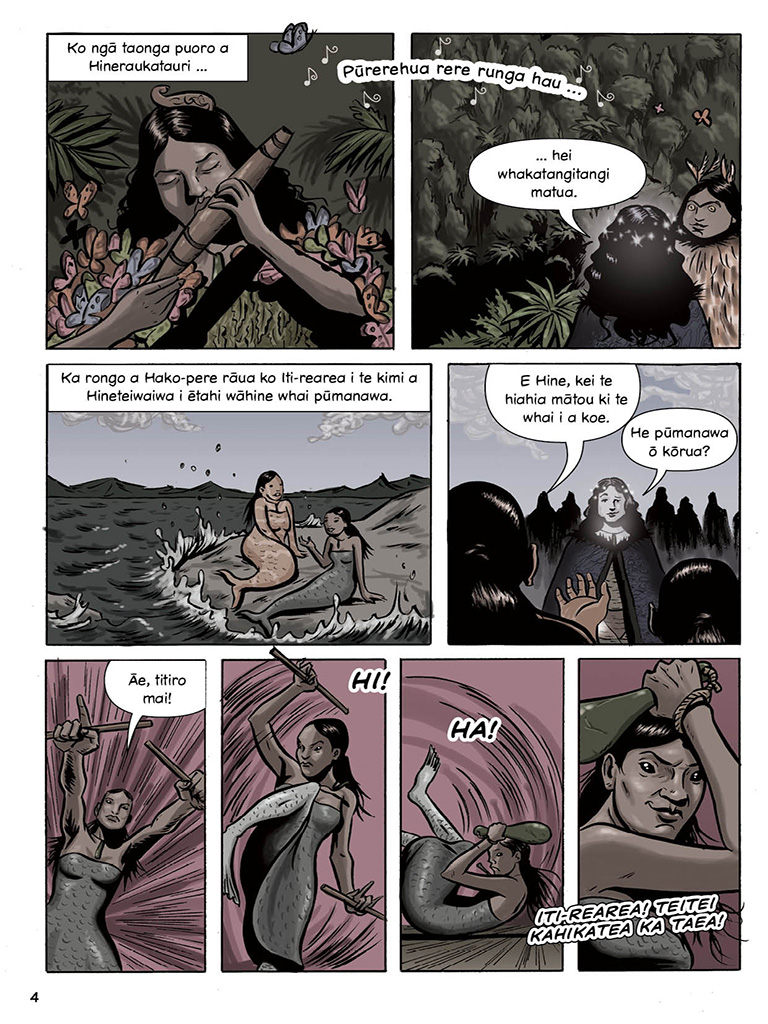 Ko ngā taonga puoro a
Hineraukatauri ...
Pūrerehua rere runga hau ...
... hei
whakatangitangi
matua.
Ka rongo a Hako-pere rāua ko Iti-rearea i te kimi a
Hineteiwaiwa i ētahi wāhine whai pūmanawa.
E Hine, kei te
hiahia mātou ki te
whai i a koe.
He pūmanawa
ō kōrua?
Āe, titiro
mai!
HI!
HA!
ITI-REAREA! TEITEI
KAHIKATEA KA TAEA!
4